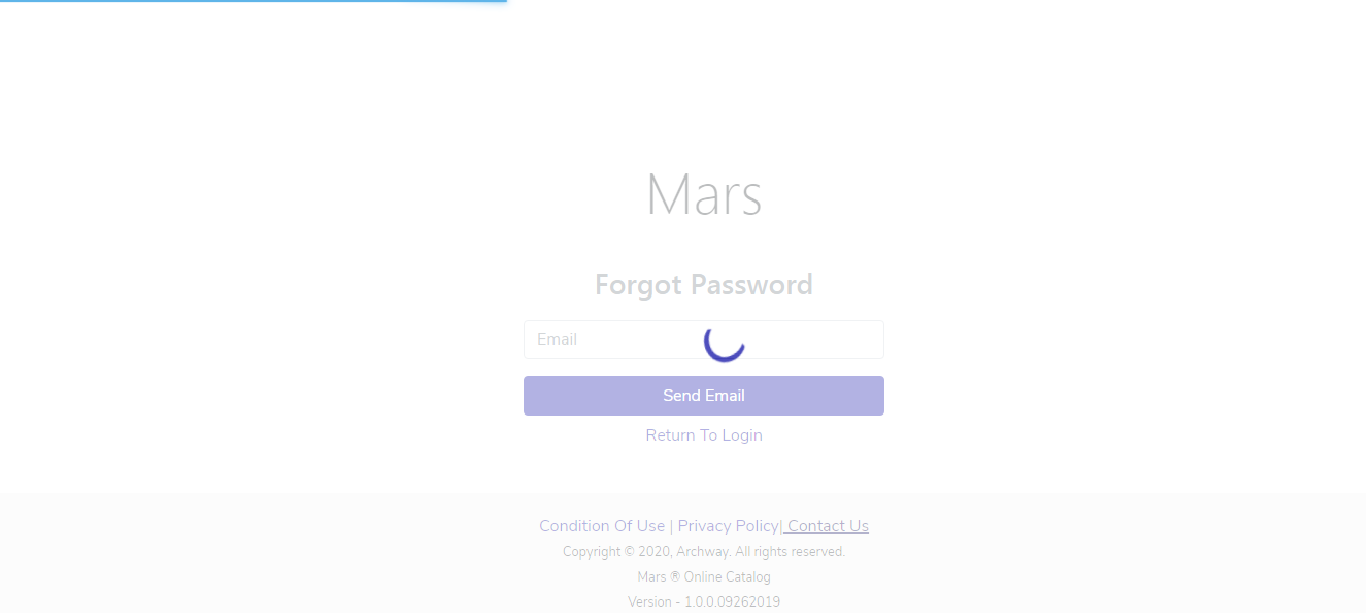 Mars
Forgot Password
Email
Send Email
Return To Login
Condition Of Use | Privacy Policy| Contact Us
Copyright © 2020, Archway. All rights reserved.
Mars ® Online Catalog
Version - 1.0.0.09262019